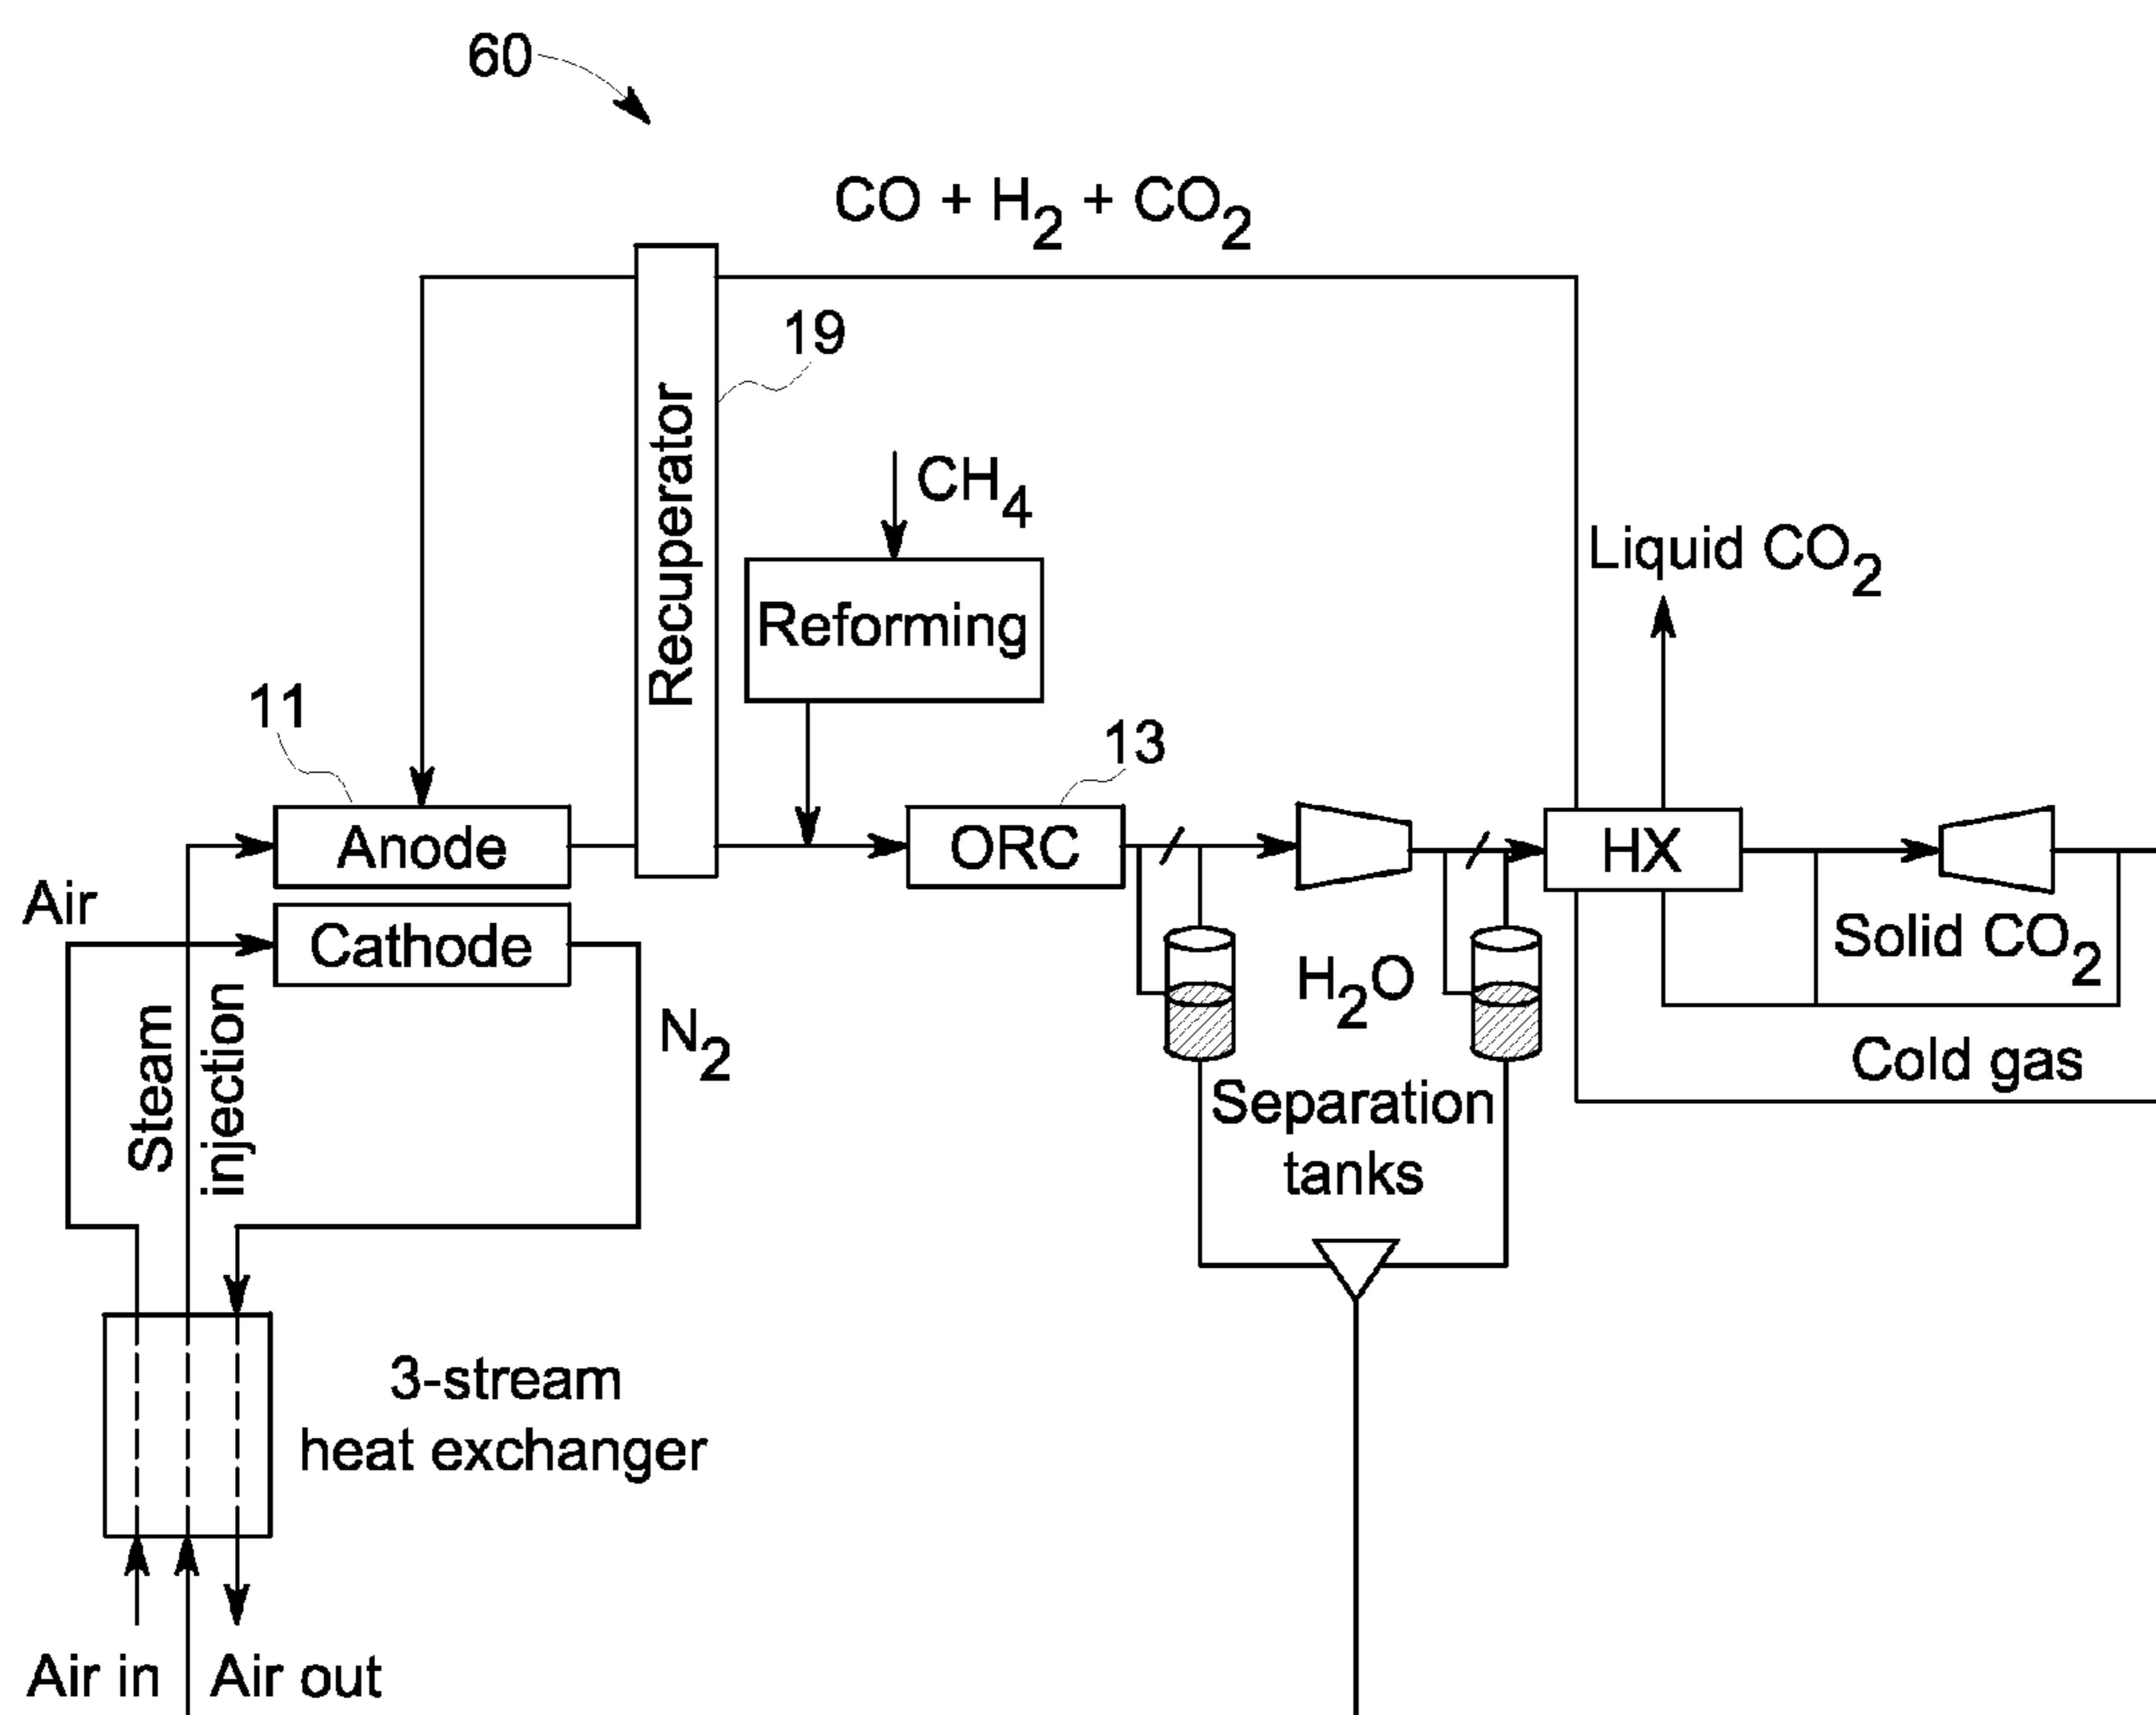 60
CO + H2 + CO2
19
Recuperator
CH4
Reforming
Liquid CO2
11
13
Anode
ORC
HX
Air
Cathode
Solid CO2
H2O
N2
Steam
injection
Cold gas
Separation
tanks
3-stream
heat exchanger
Air in
Air out